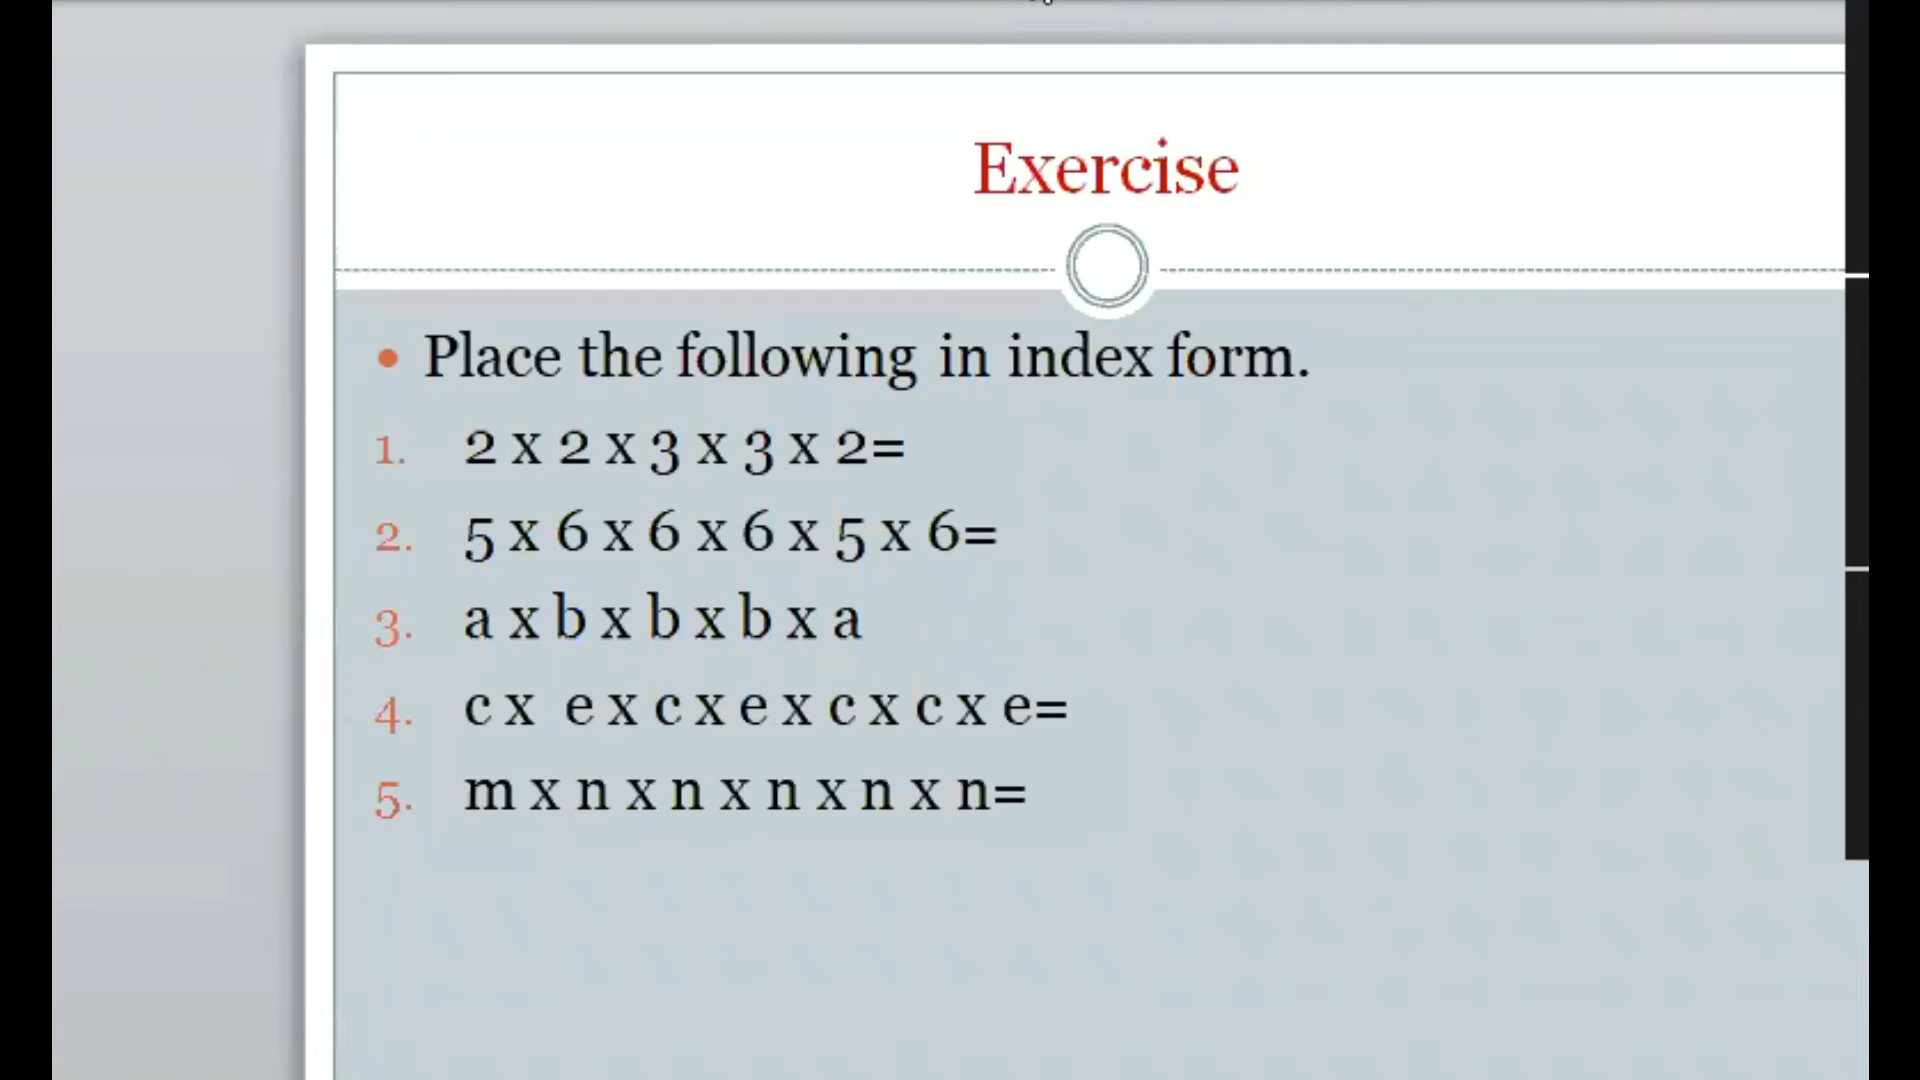 Exercise
• Place the following in index form.
1. 2 x 2 x 3 x 3 x 2=
2. 5 x 6 x 6 x 6 x 5 x 6=
3. a x b x b x b x a
4. c x e x c x e x c x c x e=
5. m x n x n x n x n x n=